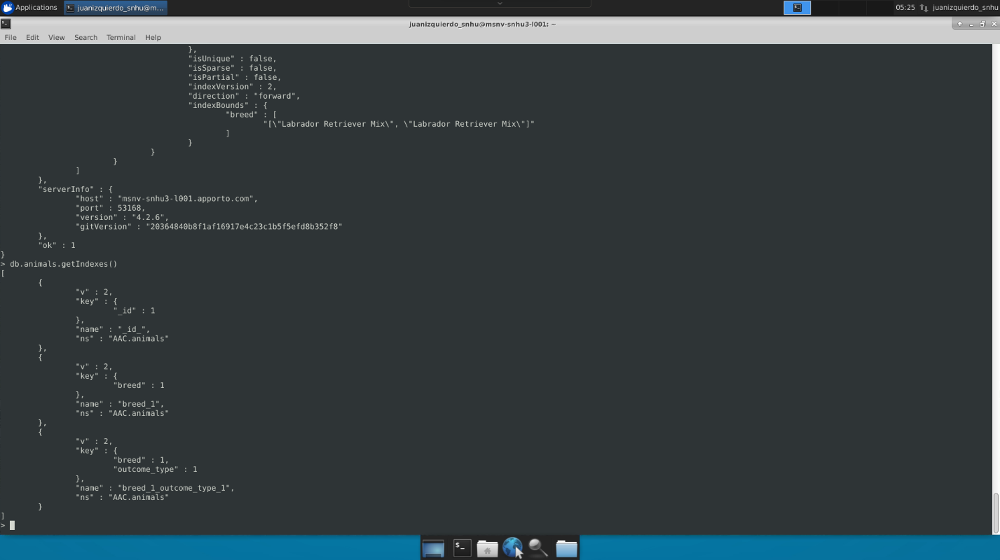 Applications
juanizquierdo_snhu@m...
05:25
juanizquierdo_snhu
juanizquierdo_snhu@msnv-snhu3-l001: ~
File Edit View Search Terminal Help
},
"isUnique" : false,
"isSparse" : false,
"isPartial" : false,
"indexVersion" : 2,
"direction" : "forward",
"indexBounds" : {
"breed" : [
"[\"Labrador Retriever Mix\", \"Labrador Retriever Mix\"]"
]
}
}
}
]
},
"serverInfo" : {
"host" : "msnv-snhu3-l001.apporto.com",
"port" : 53168,
"version" : "4.2.6",
"gitVersion" : "20364840b8f1af16917e4c23c1b5f5efd8b352f8"
},
"ok" : 1
}
> db.animals.getIndexes()
[
{
"v" : 2,
"key" : {
"_id" : 1
},
"name" : "_id_",
"ns" : "AAC.animals"
},
{
"v" : 2,
"key" : {
"breed" : 1
},
"name" : "breed_1",
"ns" : "AAC.animals"
},
{
"v" : 2,
"key" : {
"breed" : 1,
"outcome_type" : 1
},
"name" : "breed_1_outcome_type_1",
"ns" : "AAC.animals"
}
]
>